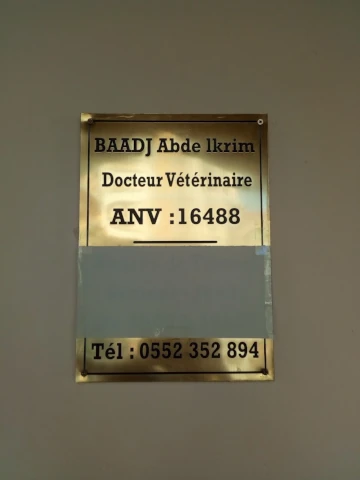 BAADJ Abde lkrim
Docteur Vétérinaire
ANV :16488
Tél : 0552 352 894